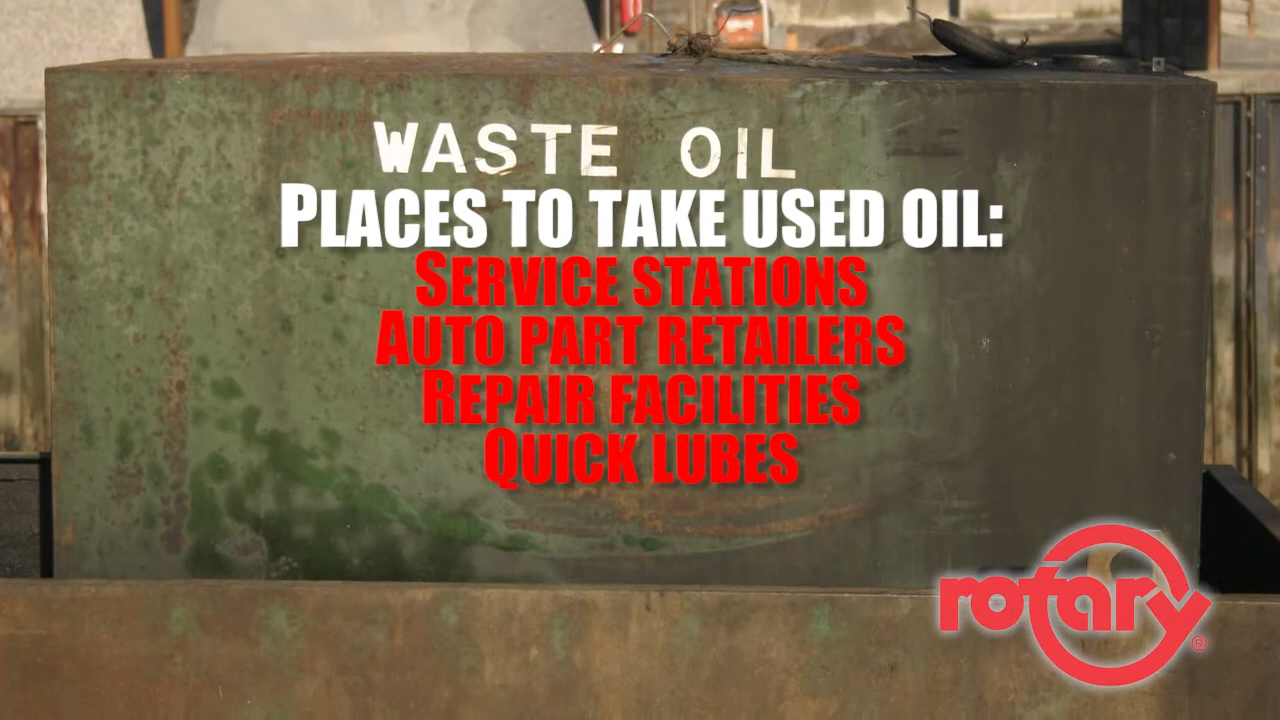 WASTE OIL
PLACES TO TAKE USED OIL:
SERVICE STATIONS
AUTO PART RETAILERS
REPAIR FACILITIES
QUICK LUBES
rotary®